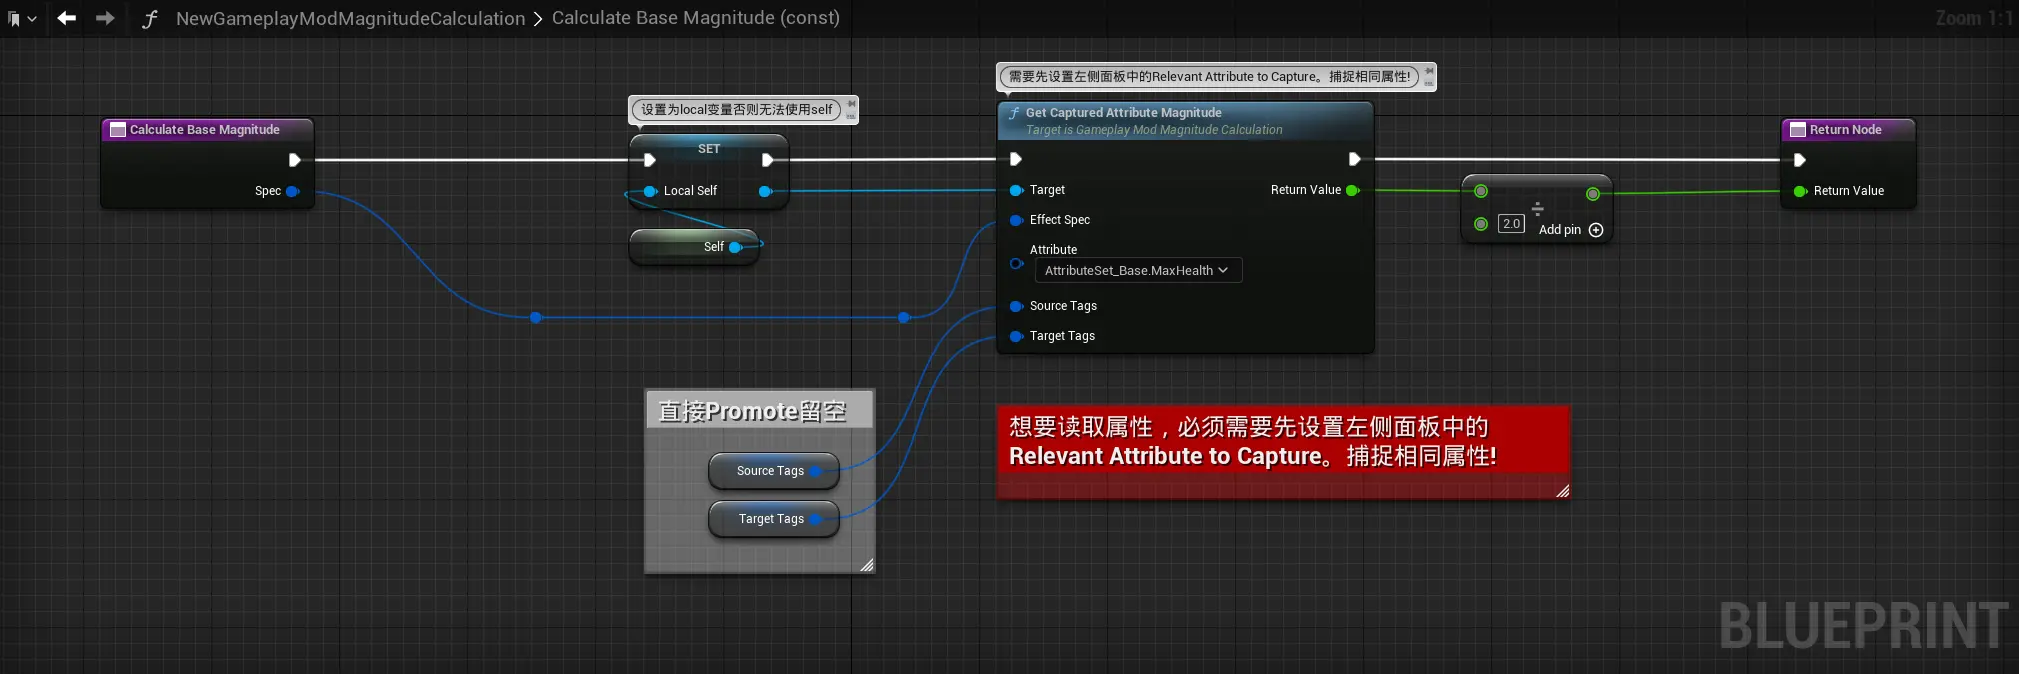 NewGameplayModMagnitudeCalculation > Calculate Base Magnitude (const)
Zoom 1:1
需要先设置左侧面板中的Relevant Attribute to Capture。捕捉相同属性!
设置为local变量否则无法使用self
Calculate Base Magnitude
Spec
SET
Local Self
Self
Get Captured Attribute Magnitude
Target is Gameplay Mod Magnitude Calculation
Target
Return Value
Effect Spec
Attribute
AttributeSet_Base.MaxHealth
Source Tags
Target Tags
÷
2.0
Add pin
Return Node
Return Value
直接Promote留空
Source Tags
Target Tags
想要读取属性，必须需要先设置左侧面板中的
Relevant Attribute to Capture。捕捉相同属性!
BLUEPRINT